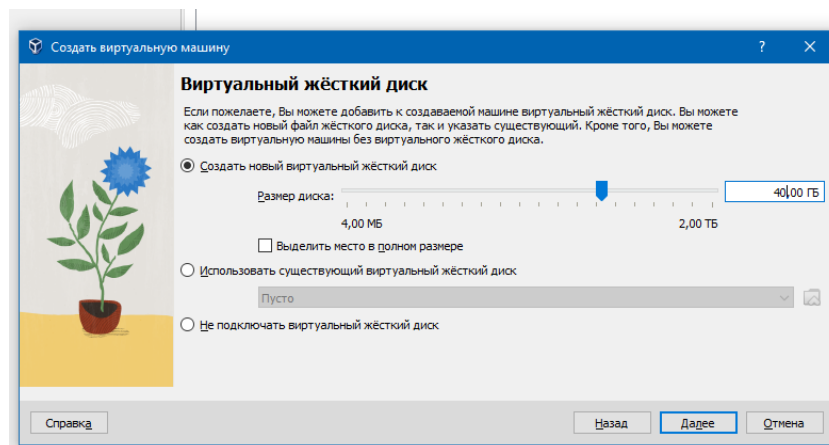 Создать виртуальную машину
Виртуальный жёсткий диск
Если пожелаете, Вы можете добавить к создаваемой машине виртуальный жёсткий диск. Вы можете
как создать новый файл жёсткого диска, так и указать существующий. Кроме того, Вы можете
создать виртуальную машины без виртуального жёсткого диска.
Создать новый виртуальный жёсткий диск
Размер диска:
40,00 ГБ
4,00 МБ 2,00 ТБ
Выделить место в полном размере
Использовать существующий виртуальный жёсткий диск
Пусто
Не подключать виртуальный жёсткий диск
Справка Назад Далее Отмена